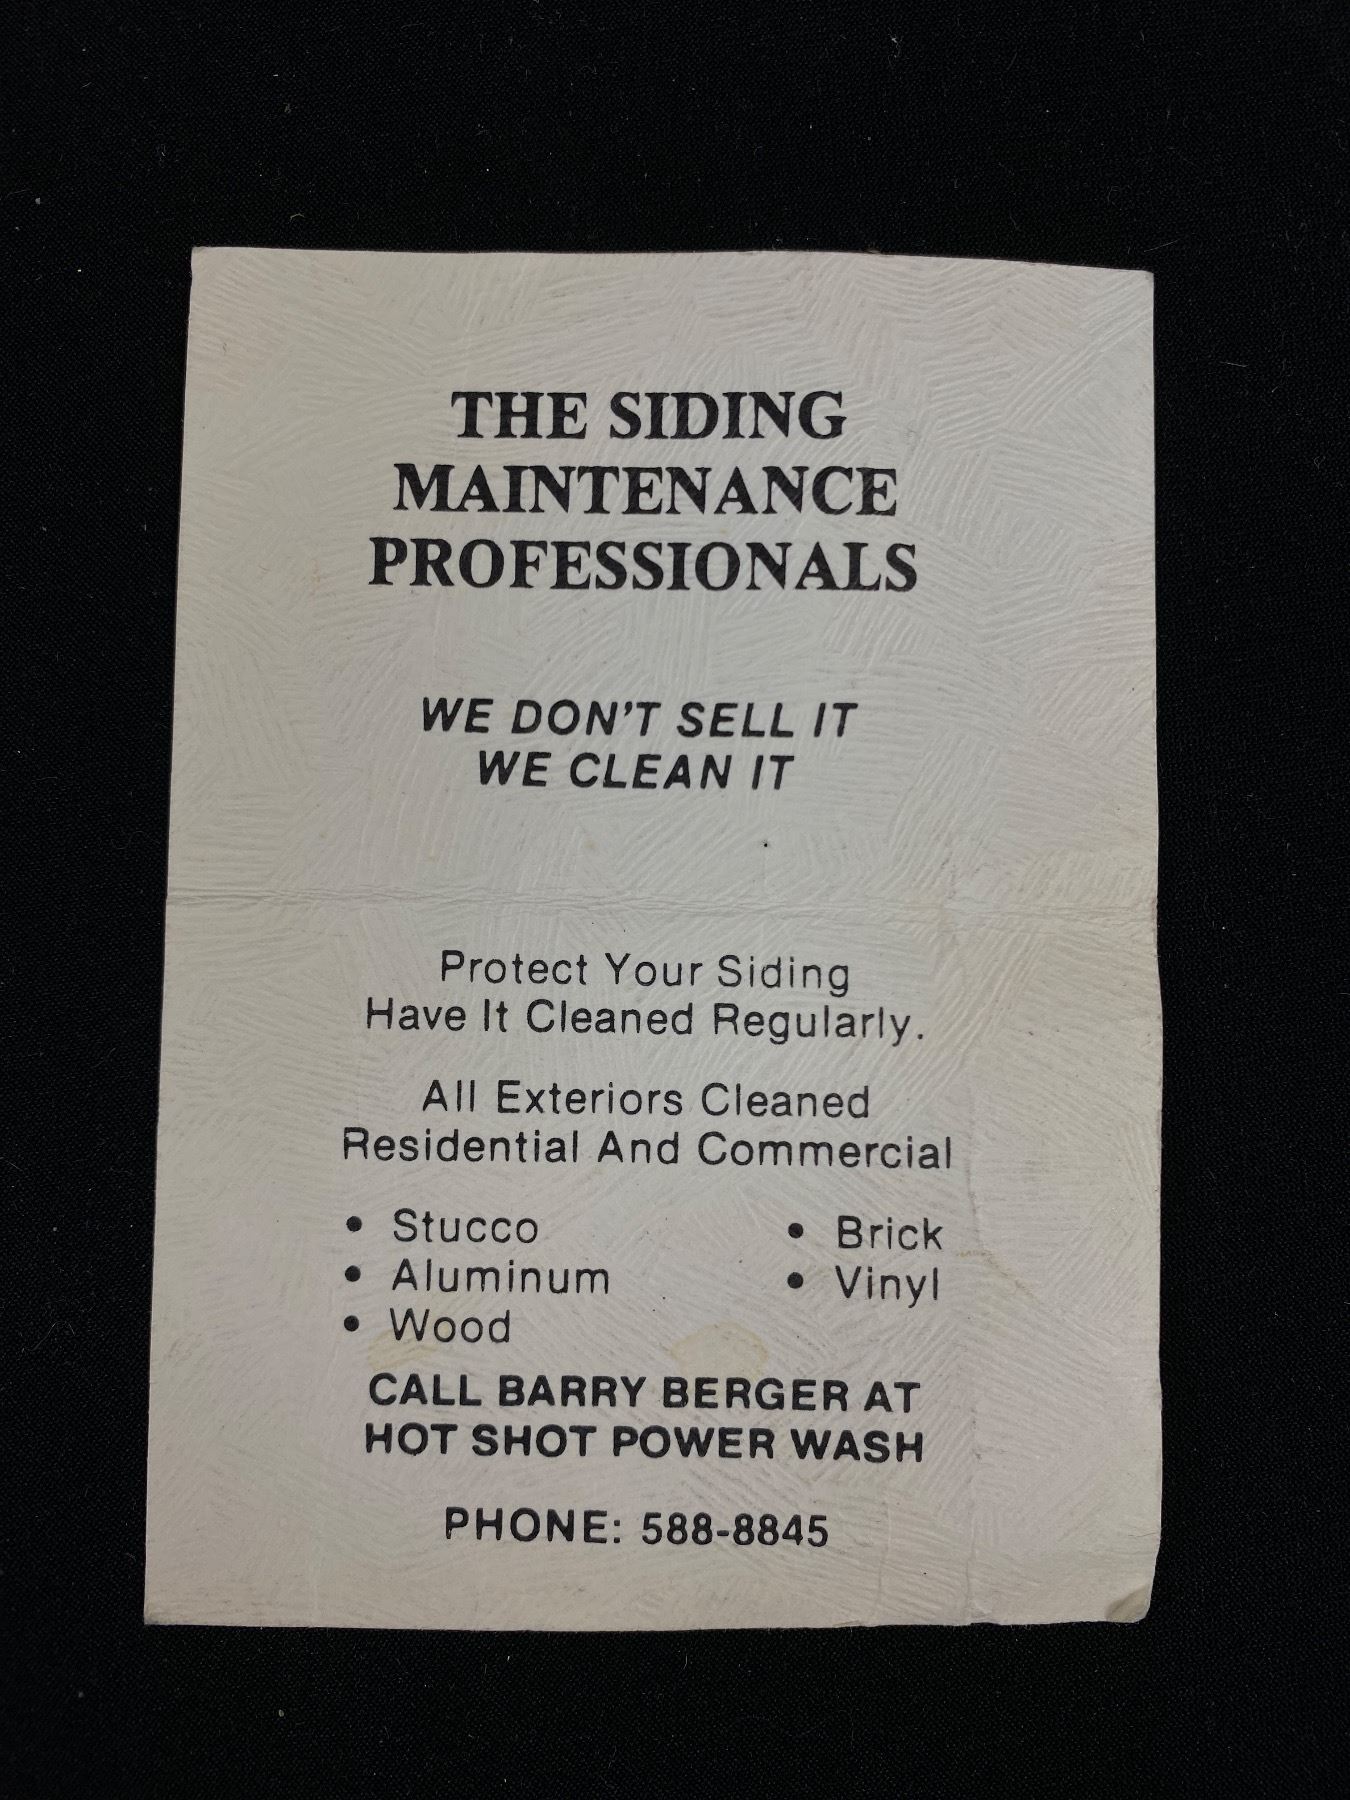 THE SIDING
MAINTENANCE
PROFESSIONALS
WE DON'T SELL IT
WE CLEAN IT
Protect Your Siding
Have It Cleaned Regularly.
All Exteriors Cleaned
Residential And Commercial
• Stucco • Brick
• Aluminum • Vinyl
• Wood
CALL BARRY BERGER AT
HOT SHOT POWER WASH
PHONE: 588-8845